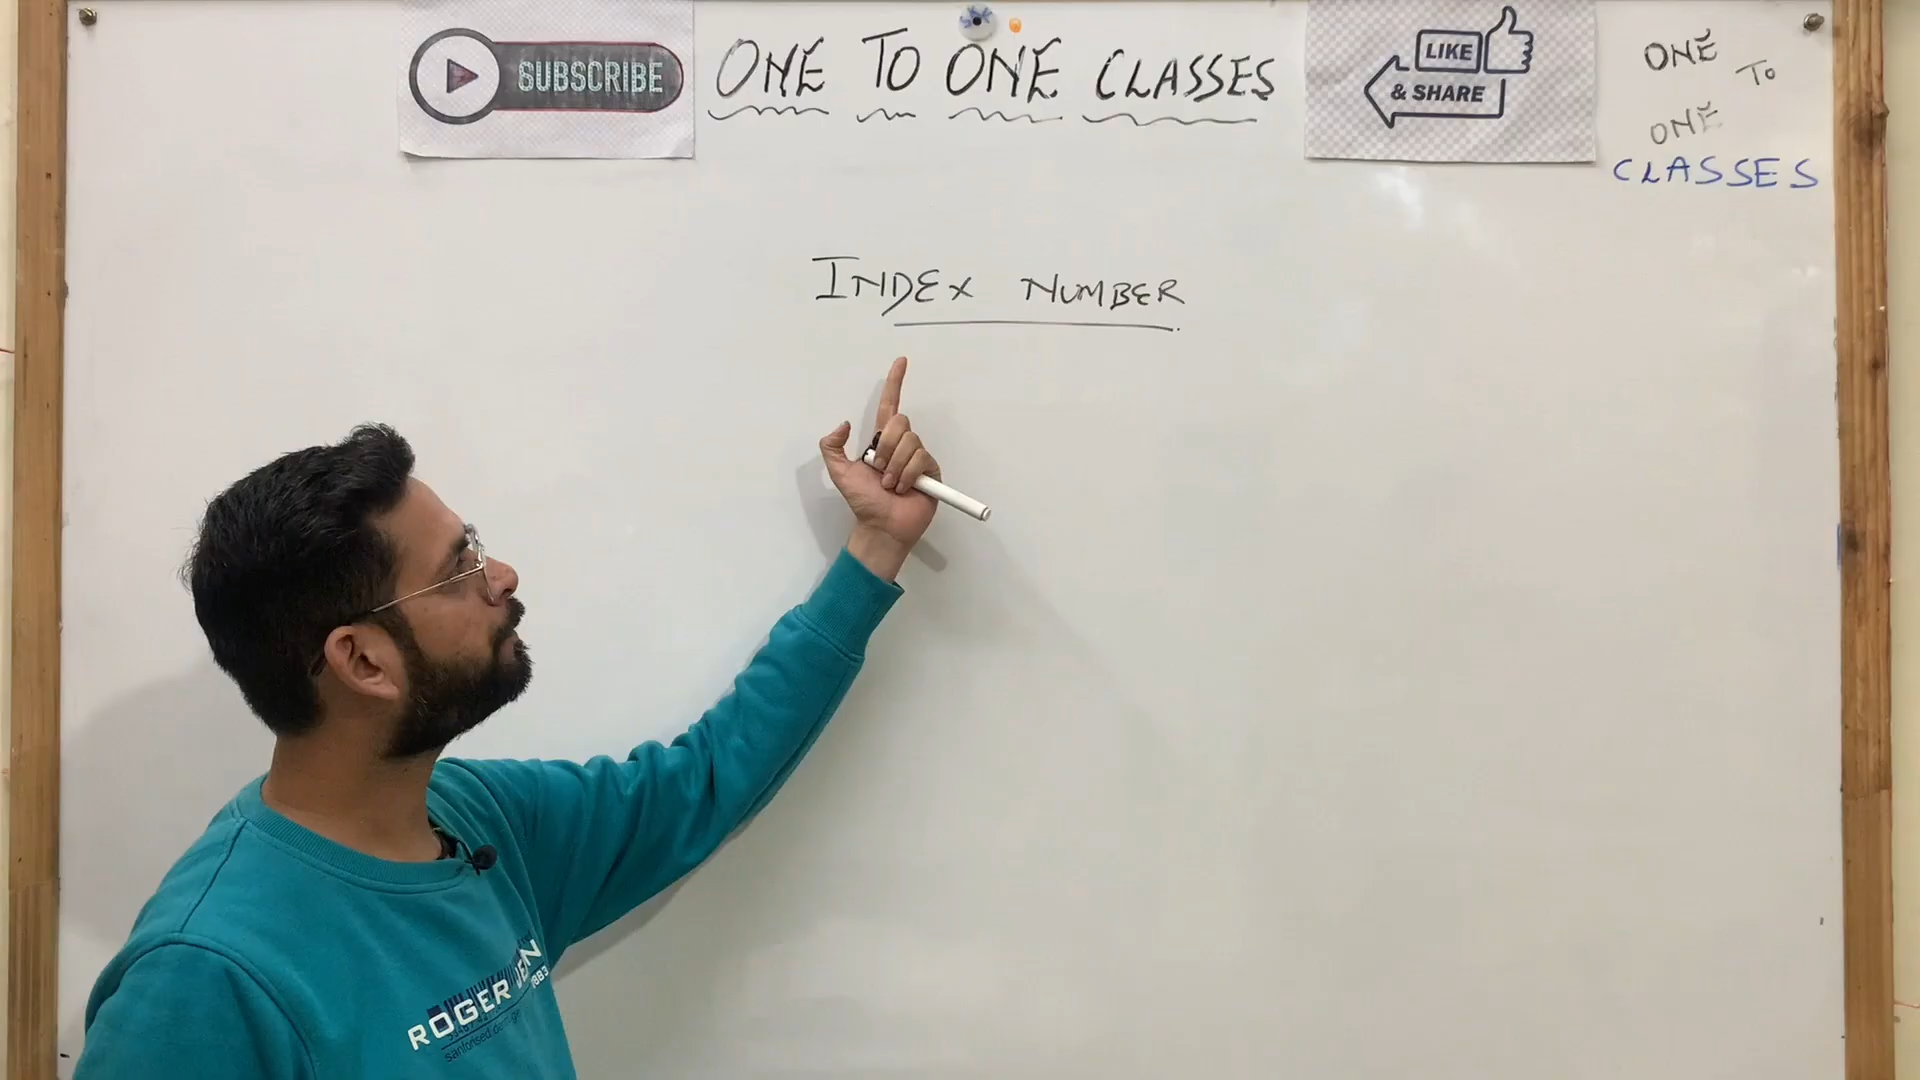 SUBSCRIBE
ONE TO ONE CLASSES
LIKE
& SHARE
ONE TO
ONE
CLASSES
INDEX NUMBER
ROGER